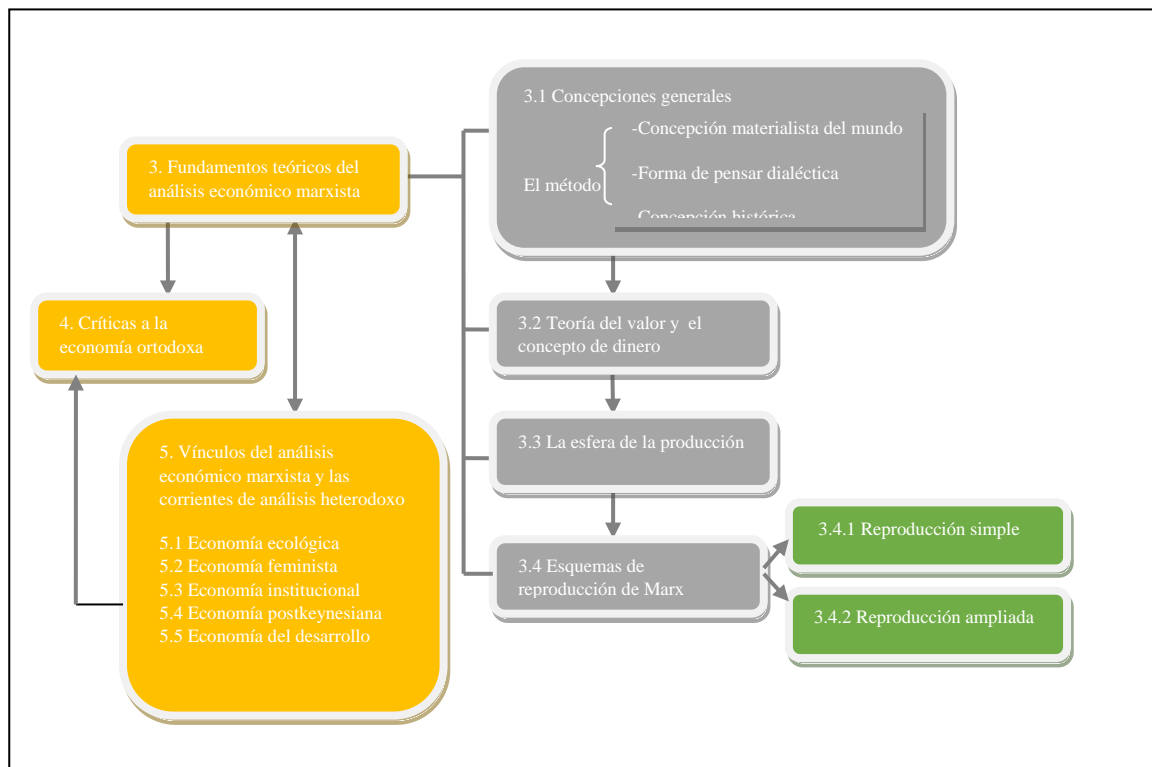 3. Fundamentos teóricos del
análisis económico marxista
4. Críticas a la
economía ortodoxa
5. Vínculos del análisis
económico marxista y las
corrientes de análisis heterodoxo
5.1 Economía ecológica
5.2 Economía feminista
5.3 Economía institucional
5.4 Economía postkeynesiana
5.5 Economía del desarrollo
3.1 Concepciones generales
El método
-Concepción materialista del mundo
-Forma de pensar dialéctica
-Concepción histórica
3.2 Teoría del valor y el
concepto de dinero
3.3 La esfera de la producción
3.4 Esquemas de
reproducción de Marx
3.4.1 Reproducción simple
3.4.2 Reproducción ampliada